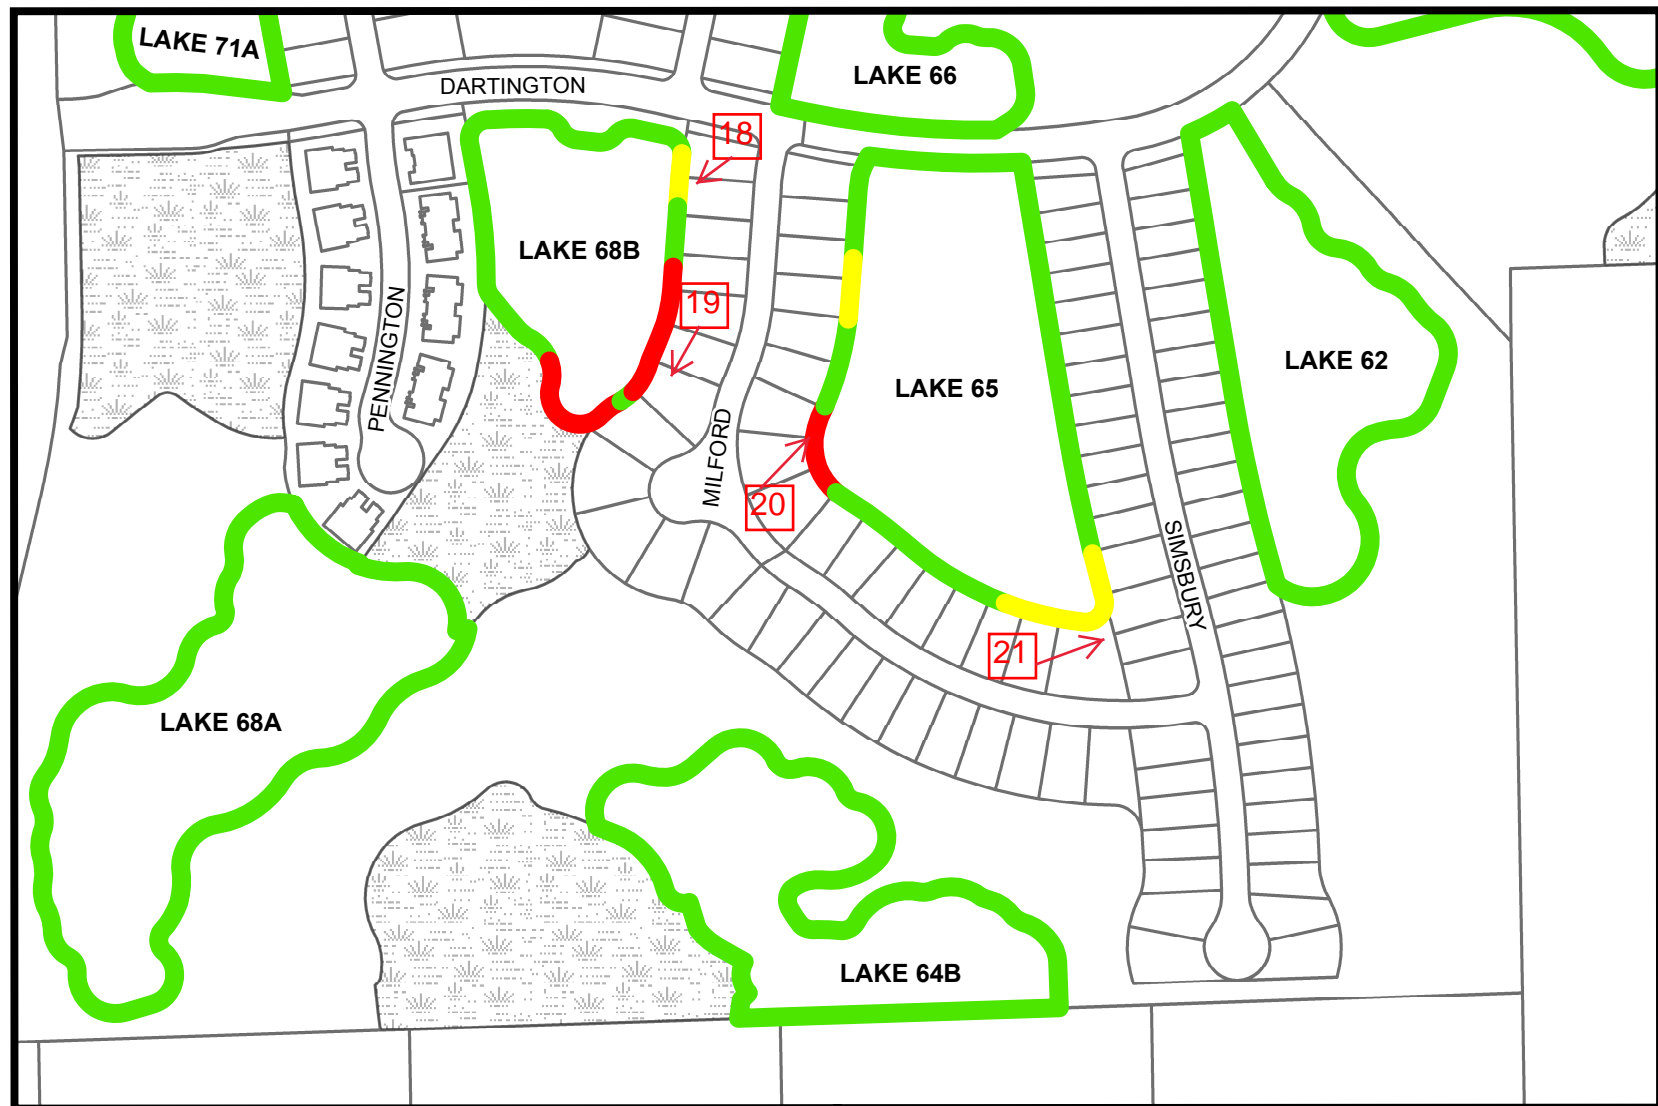 LAKE 71A
LAKE 66
DARTINGTON
18
LAKE 68B
19
PENNINGTON
LAKE 65
LAKE 62
MILFORD
20
SIMSBURY
21
LAKE 68A
LAKE 64B